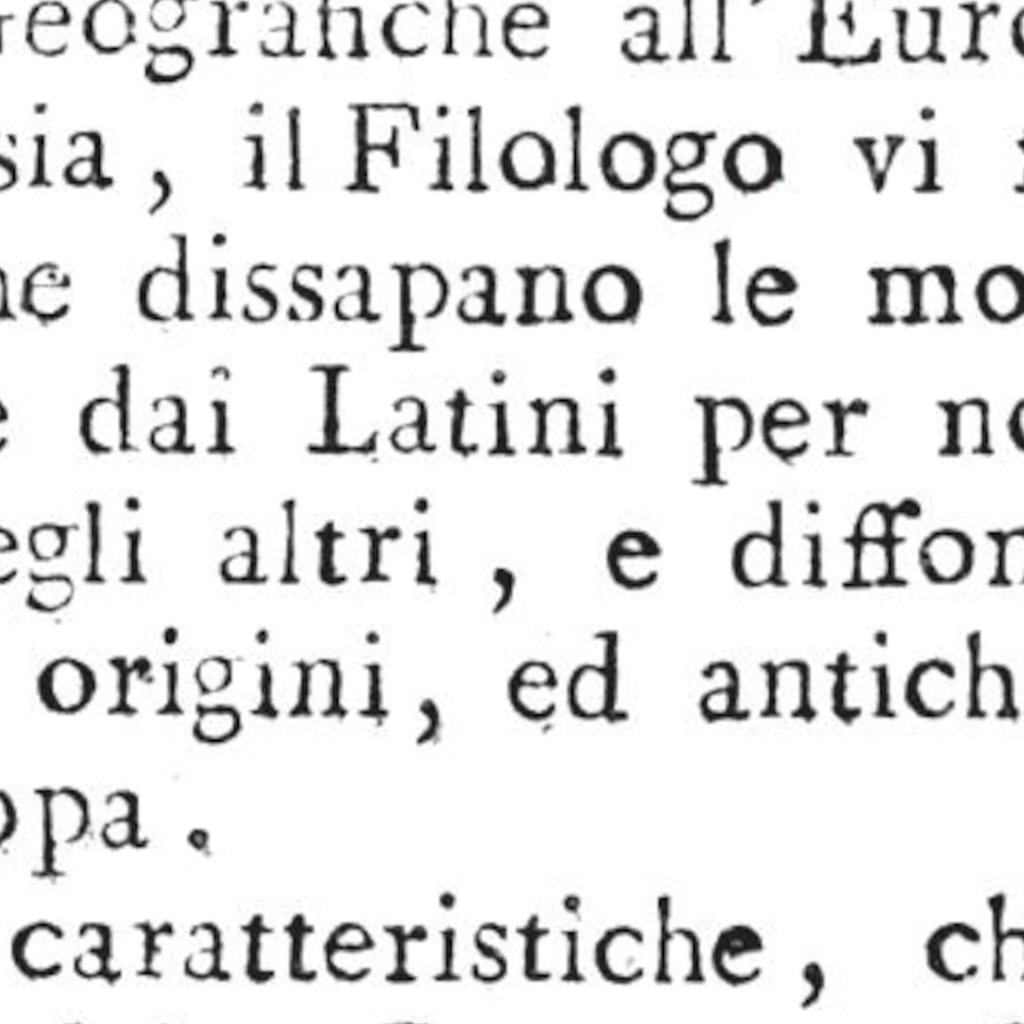 Geografiche all' Euro
sia, il Filologo vi
ne dissapano le mo
e dai Latini per no
egli altri, e diffon
origini, ed antich
opa.
caratteristiche, ch